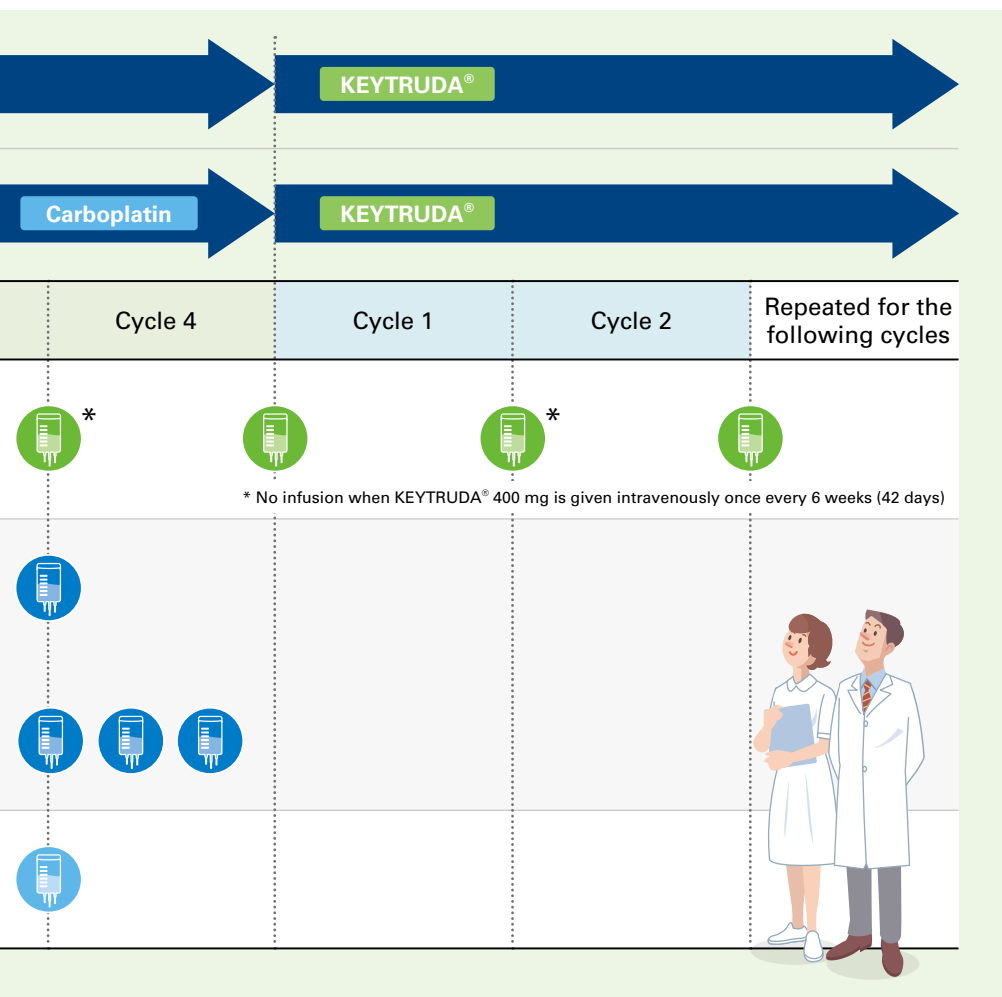 KEYTRUDA®
Carboplatin
KEYTRUDA®
Cycle 4
Cycle 1
Cycle 2
Repeated for the
following cycles
*
*
* No infusion when KEYTRUDA® 400 mg is given intravenously once every 6 weeks (42 days)